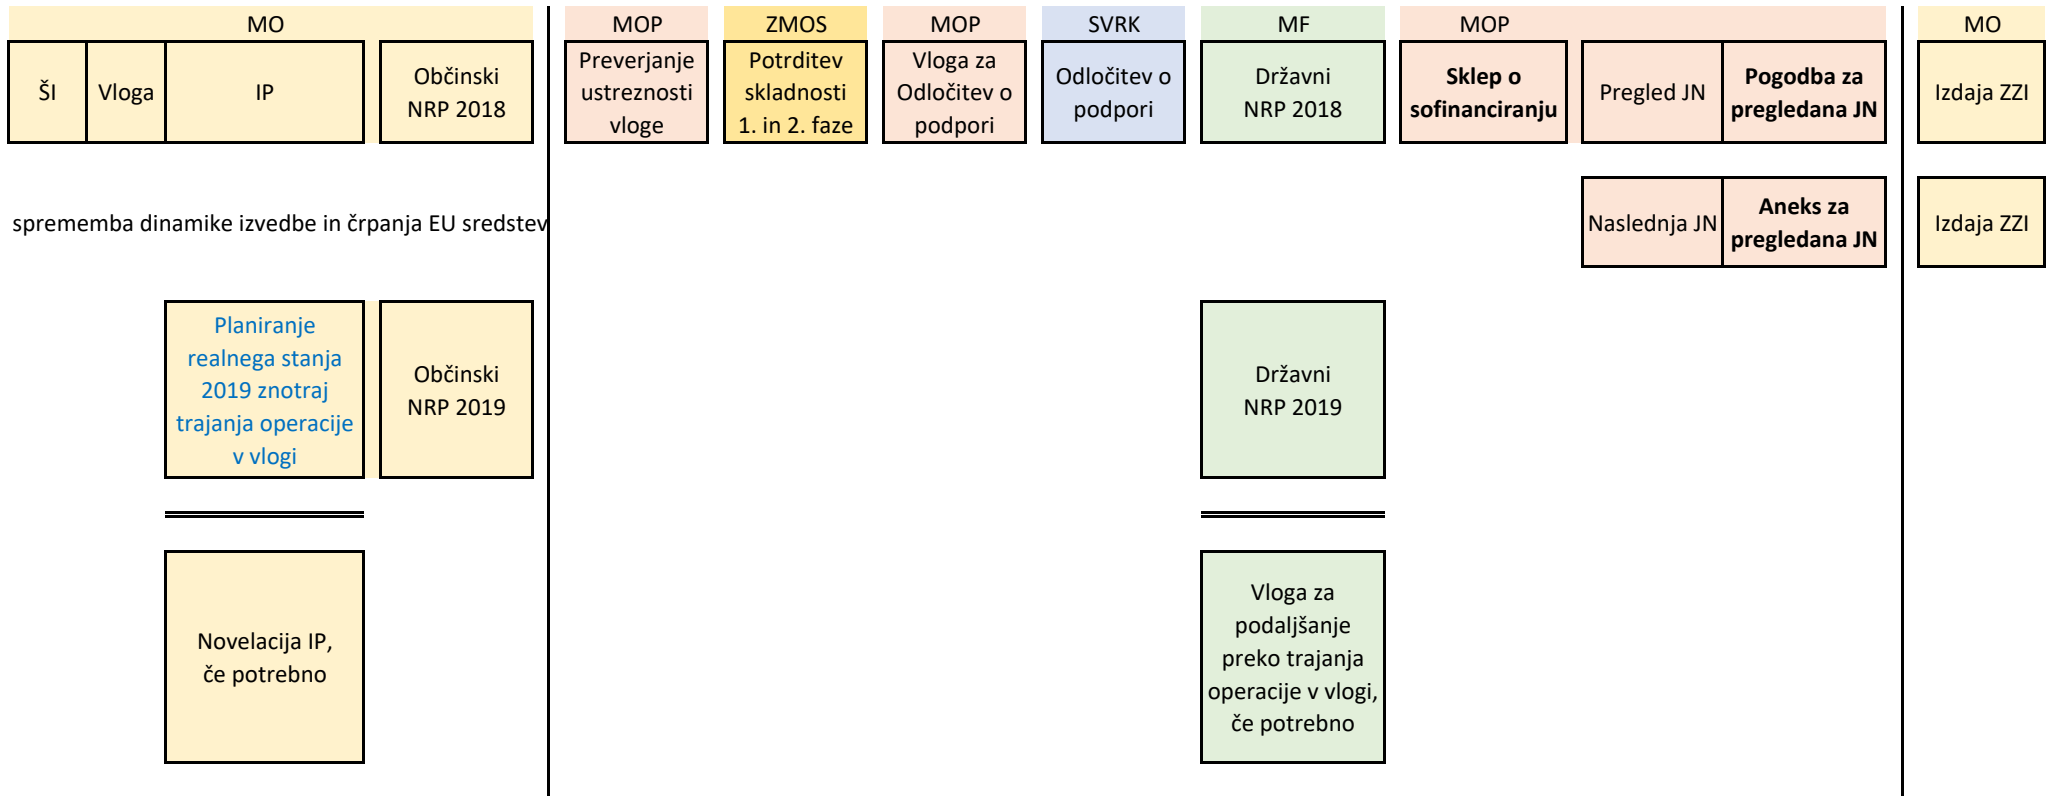 MO
MOP
ZMOS
MOP
SVRK
MF
MOP
MO
ŠI
Vloga
IP
Občinski
NRP 2018
Preverjanje
ustreznosti
vloge
Potrditev
skladnosti
1. in 2. faze
Vloga za
Odločitev o
podpori
Odločitev o
podpori
Državni
NRP 2018
Sklep o
sofinanciranju
Pregled JN
Pogodba za
pregledana JN
Izdaja ZZI
sprememba dinamike izvedbe in črpanja EU sredstev
Naslednja JN
Aneks za
pregledana JN
Izdaja ZZI
Planiranje
realnega stanja
2019 znotraj
trajanja operacije
v vlogi
Občinski
NRP 2019
Državni
NRP 2019
Novelacija IP,
če potrebno
Vloga za
podaljšanje
preko trajanja
operacije v vlogi,
če potrebno